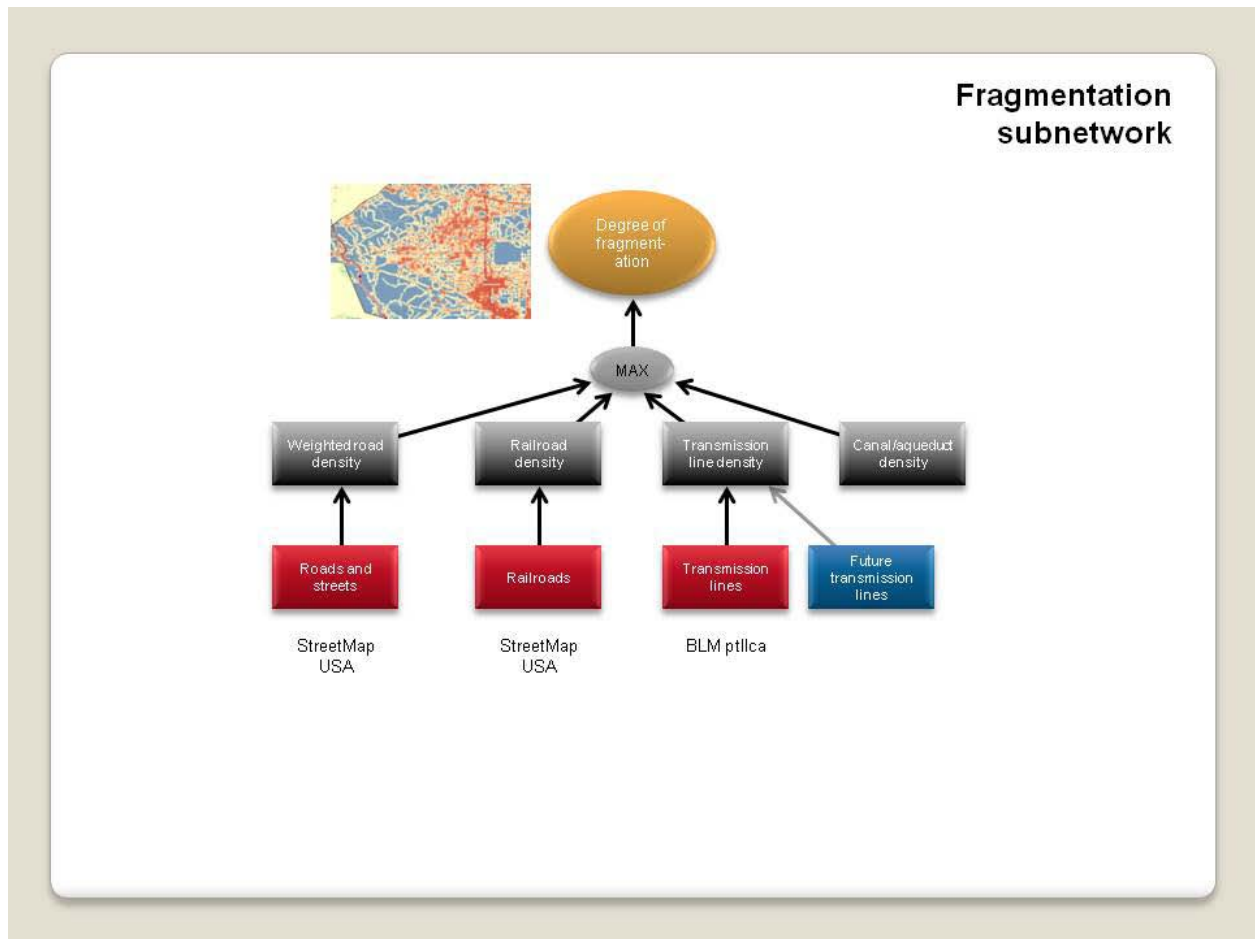 Fragmentation
subnetwork
Degree of
fragment-
ation
MAX
Weighted road
density
Railroad
density
Transmission
line density
Canal/aqueduct
density
Roads and
streets
Railroads
Transmission
lines
Future
transmission
lines
StreetMap
USA
StreetMap
USA
BLM ptllca